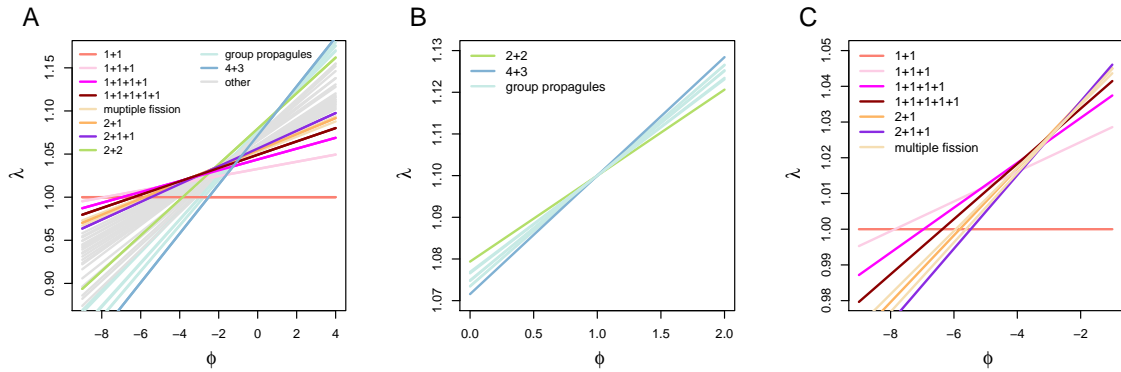 A
1+1
1+1+1
1+1+1+1
1+1+1+1+1
muptiple fission
2+1
2+1+1
2+2
group propagules
4+3
other
λ
0.90 0.95 1.00 1.05 1.10 1.15
−8 −6 −4 −2 0 2 4
ϕ
B
2+2
4+3
group propagules
λ
1.07 1.08 1.09 1.10 1.11 1.12 1.13
0.0 0.5 1.0 1.5 2.0
ϕ
C
1+1
1+1+1
1+1+1+1
1+1+1+1+1
2+1
2+1+1
multiple fission
λ
0.98 0.99 1.00 1.01 1.02 1.03 1.04 1.05
−8 −6 −4 −2
ϕ